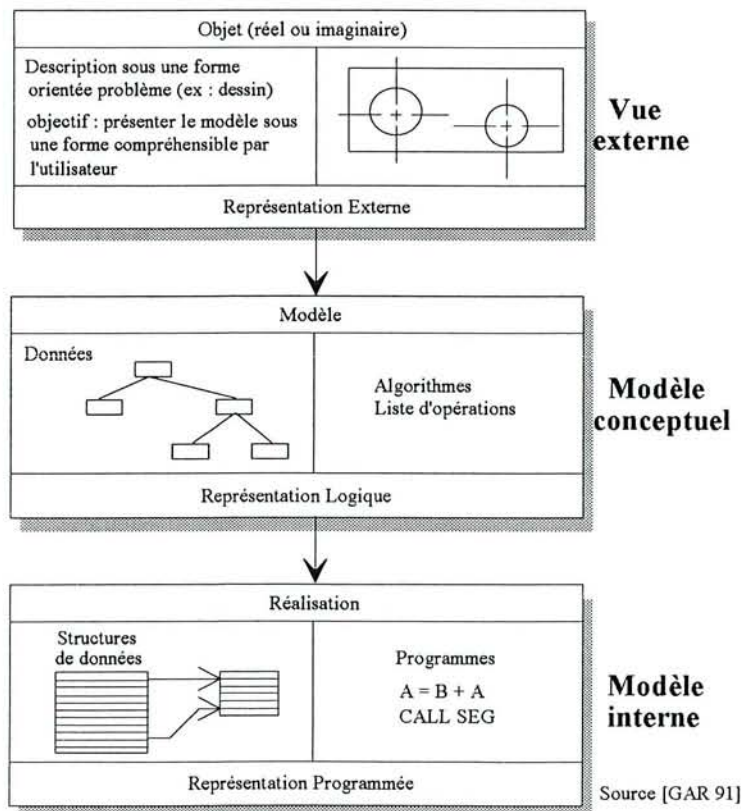 Objet (réel ou imaginaire)
Description sous une forme
orientée problème (ex : dessin)
objectif : présenter le modèle sous
une forme compréhensible par
l'utilisateur
Vue
externe
Représentation Externe
Modèle
Données
Algorithmes
Liste d'opérations
Modèle
conceptuel
Représentation Logique
Réalisation
Structures
de données
Programmes
A = B + A
CALL SEG
Modèle
interne
Représentation Programmée
Source [GAR 91]